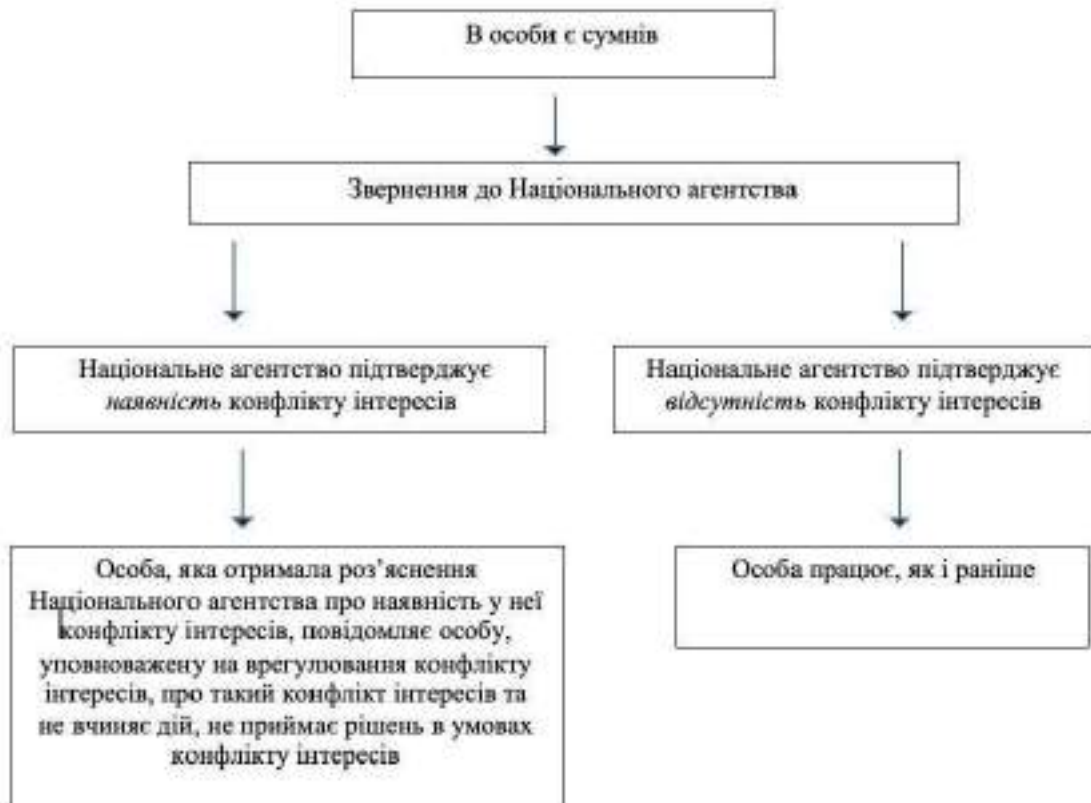 В особи є сумнів
Звернення до Національного агентства
Національне агентство підтверджує
наявність конфлікту інтересів
Національне агентство підтверджує
відсутність конфлікту інтересів
Особа, яка отримала роз’яснення
Національного агентства про наявність у неї
конфлікту інтересів, повідомляє особу,
уповноважену на врегулювання конфлікту
інтересів, про такий конфлікт інтересів та
не вчиняє дій, не приймає рішень в умовах
конфлікту інтересів
Особа працює, як і раніше